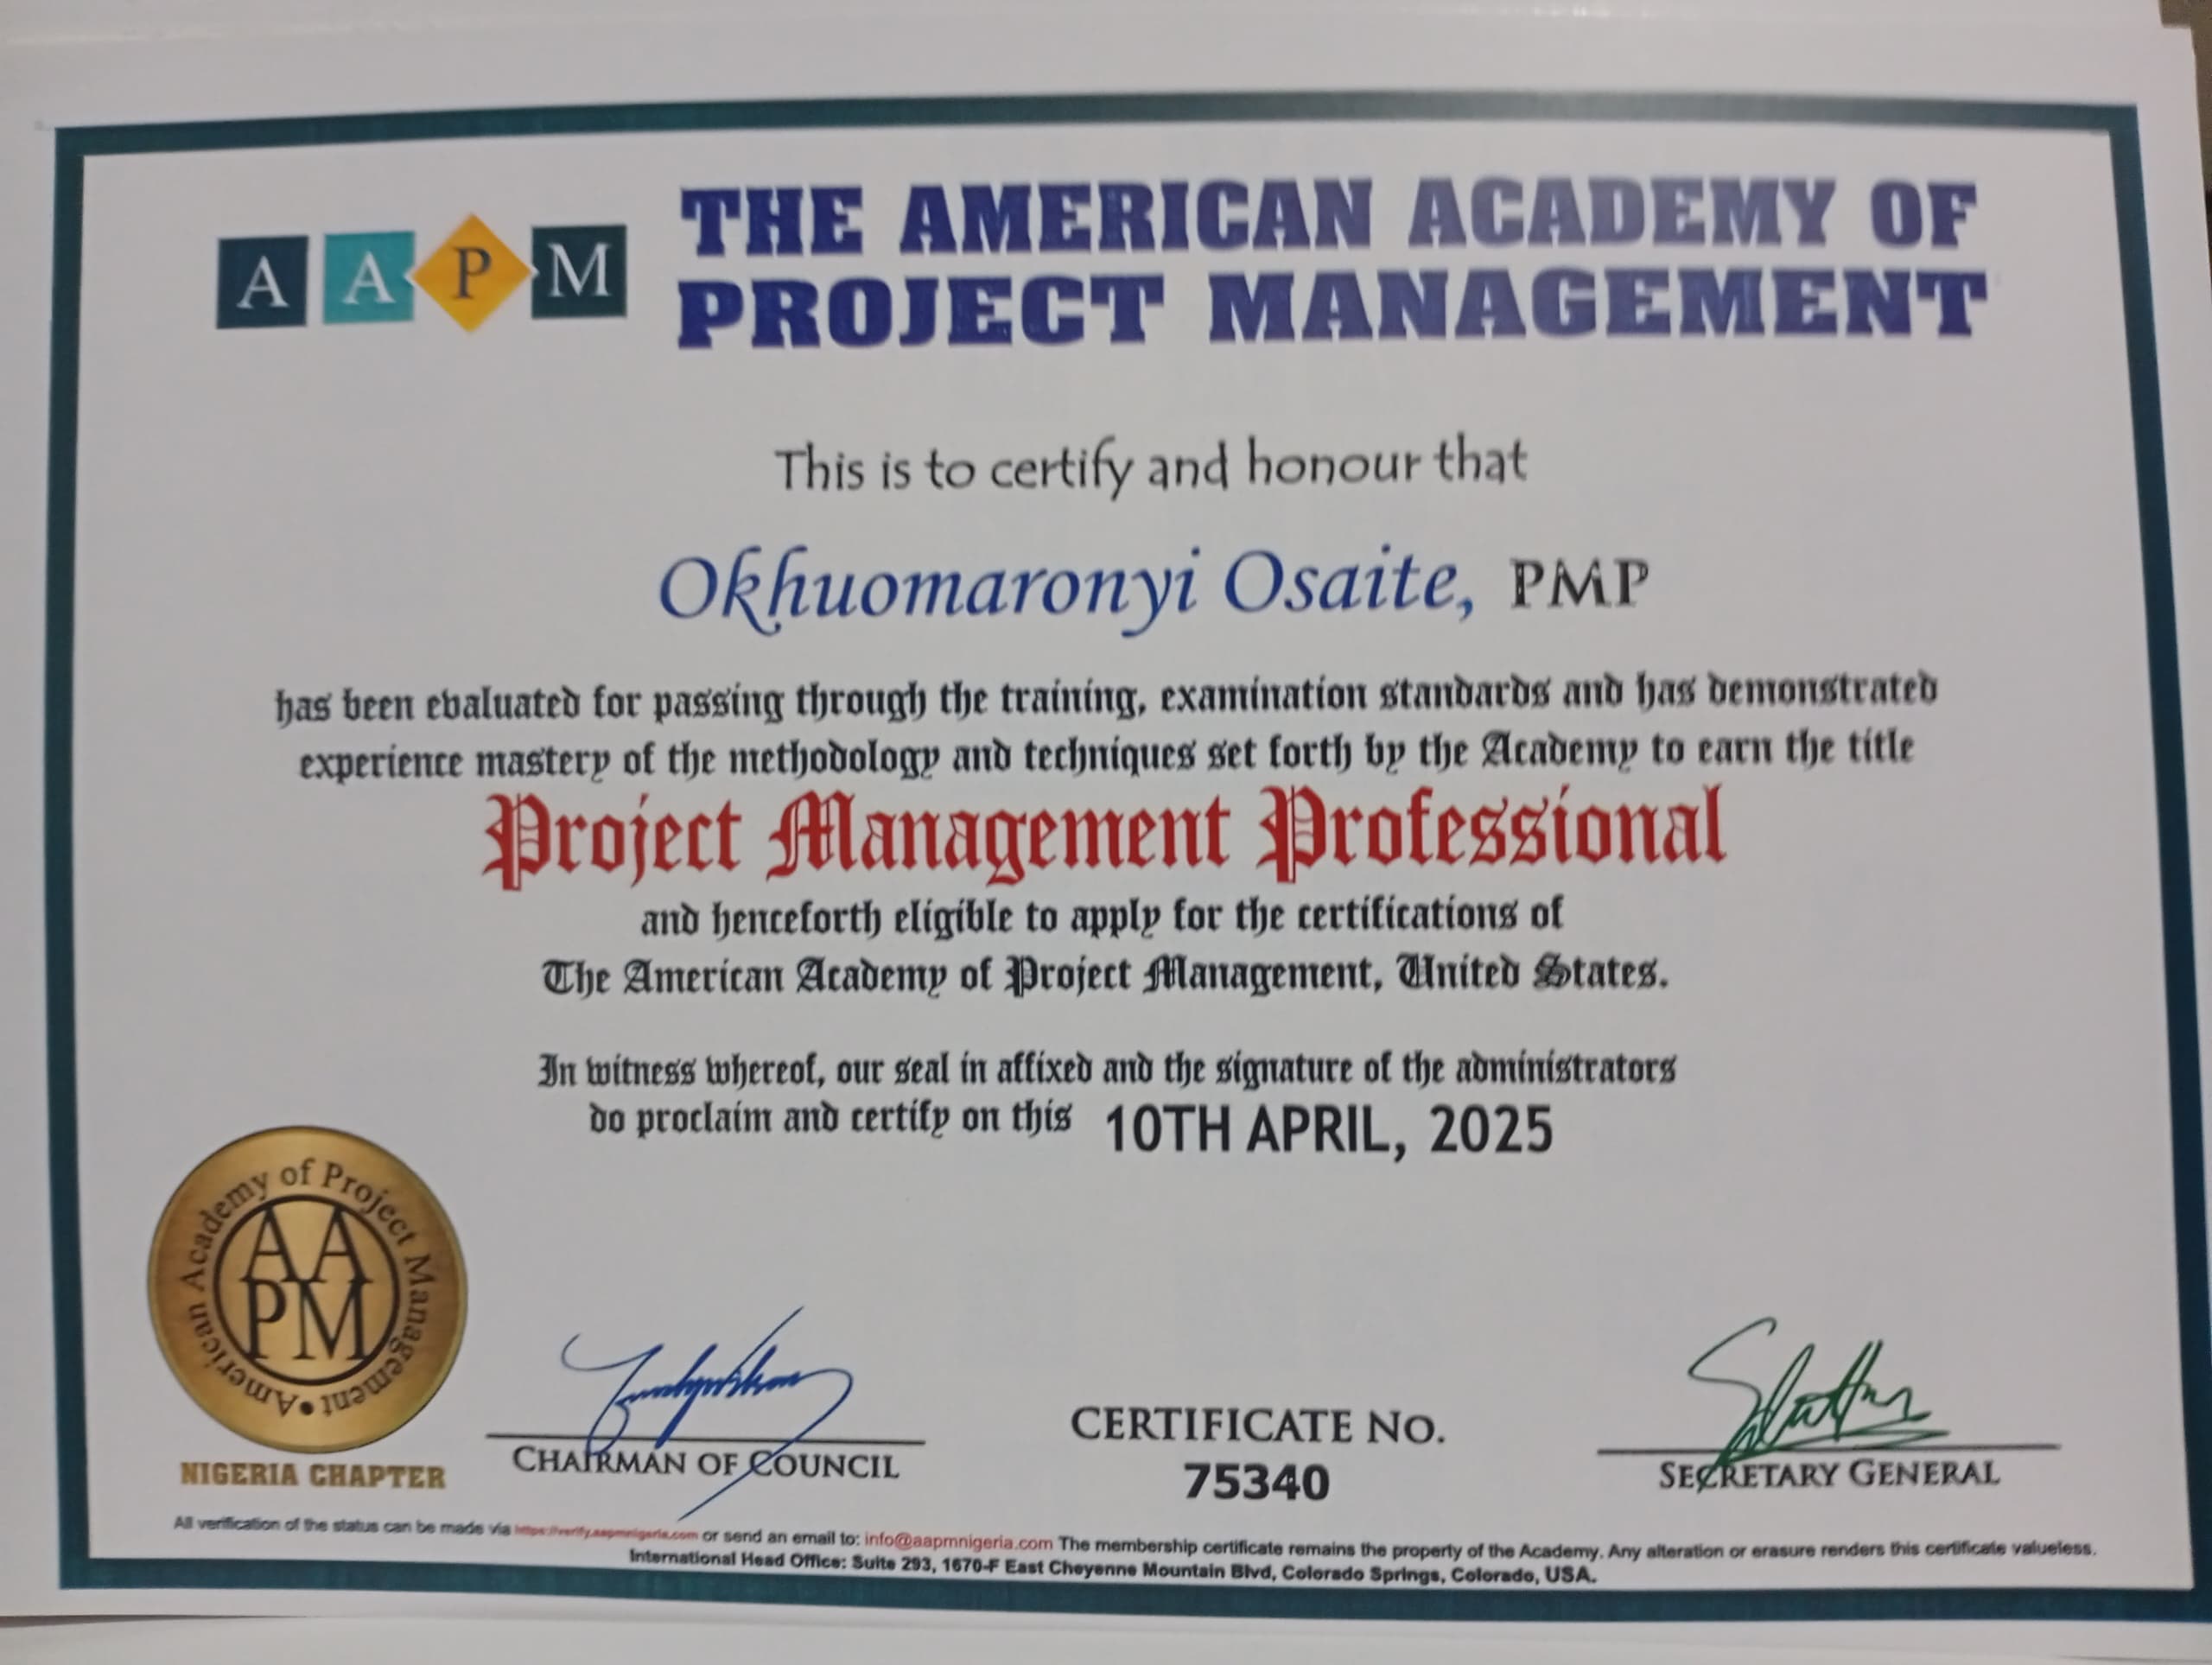 A A P M
THE AMERICAN ACADEMY OF
PROJECT MANAGEMENT
This is to certify and honour that
Okhuomaronyi Osaite, PMP
has been evaluated for passing through the training, examination standards and has demonstrated
experience mastery of the methodology and techniques set forth by the Academy to earn the title
Project Management Professional
and henceforth eligible to apply for the certifications of
The American Academy of Project Management, United States.
In witness whereof, our seal in affixed and the signature of the administrators
do proclaim and certify on this 10TH APRIL, 2025
American Academy of Project Management
AA
PM
NIGERIA CHAPTER
CHAIRMAN OF COUNCIL
CERTIFICATE NO.
75340
SECRETARY GENERAL
All verification of the status can be made via https://verify.aapmnigeria.com or send an email to: info@aapmnigeria.com The membership certificate remains the property of the Academy. Any alteration or erasure renders this certificate valueless.
International Head Office: Suite 293, 1670-F East Cheyenne Mountain Blvd, Colorado Springs, Colorado, USA.